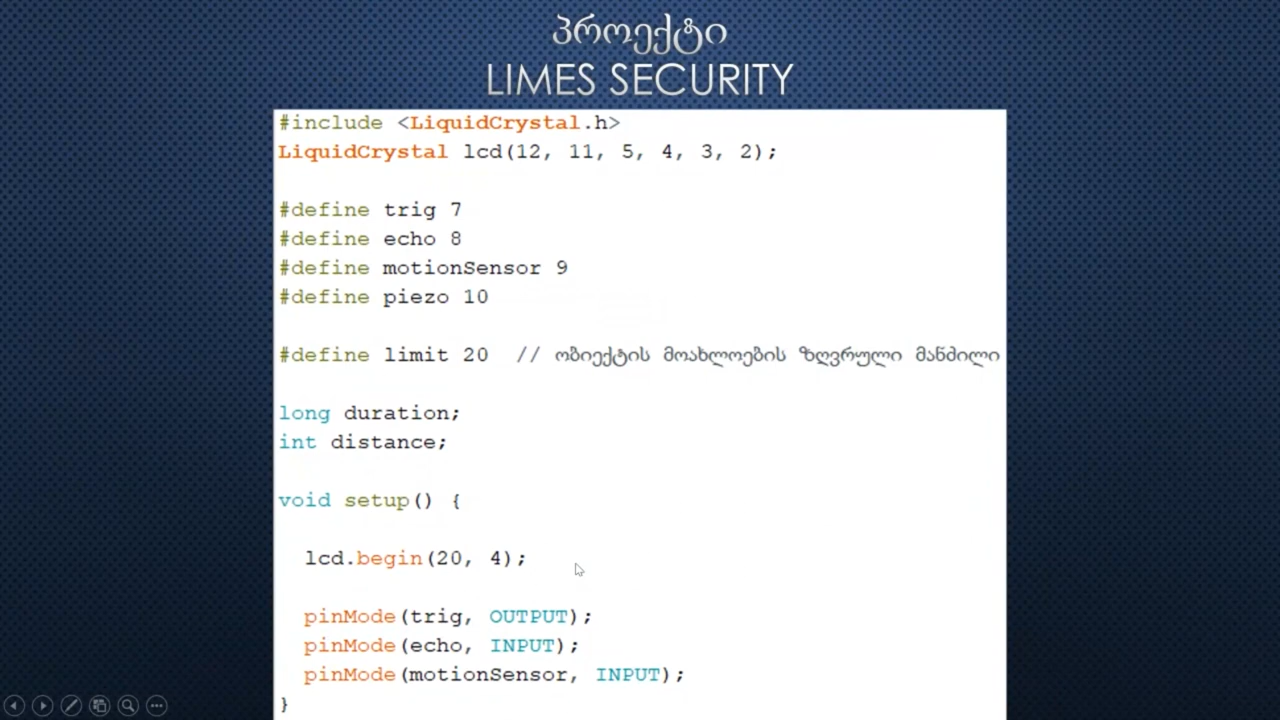 პროექტი
LIMES SECURITY
#include <LiquidCrystal.h>
LiquidCrystal lcd(12, 11, 5, 4, 3, 2);
#define trig 7
#define echo 8
#define motionSensor 9
#define piezo 10
#define limit 20 // ობიექტის მოახლოების ზღვრული მანძილი
long duration;
int distance;
void setup() {
lcd.begin(20, 4);
pinMode(trig, OUTPUT);
pinMode(echo, INPUT);
pinMode(motionSensor, INPUT);
}